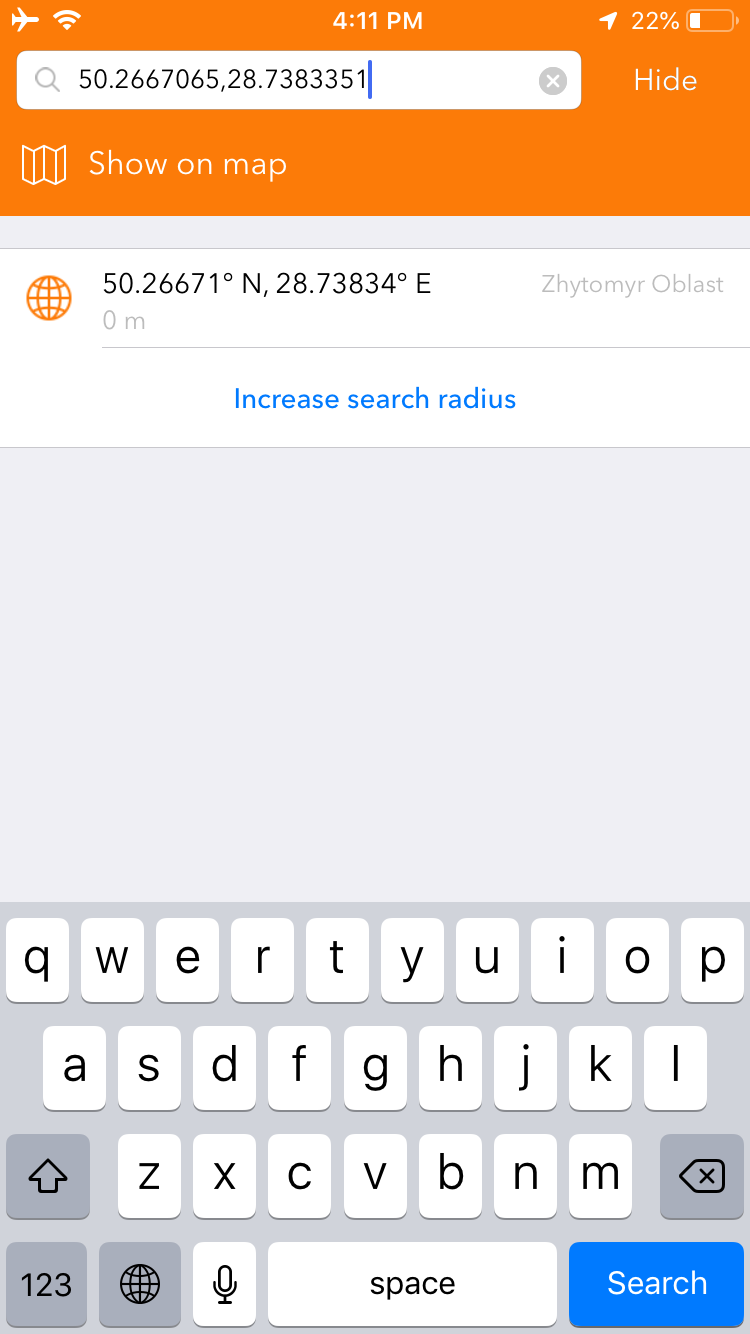 4:11 PM 22%
50.2667065,28.7383351 Hide
Show on map
50.26671° N, 28.73834° E Zhytomyr Oblast
0 m
Increase search radius
q w e r t y u i o p
a s d f g h j k l
z x c v b n m
123 space Search